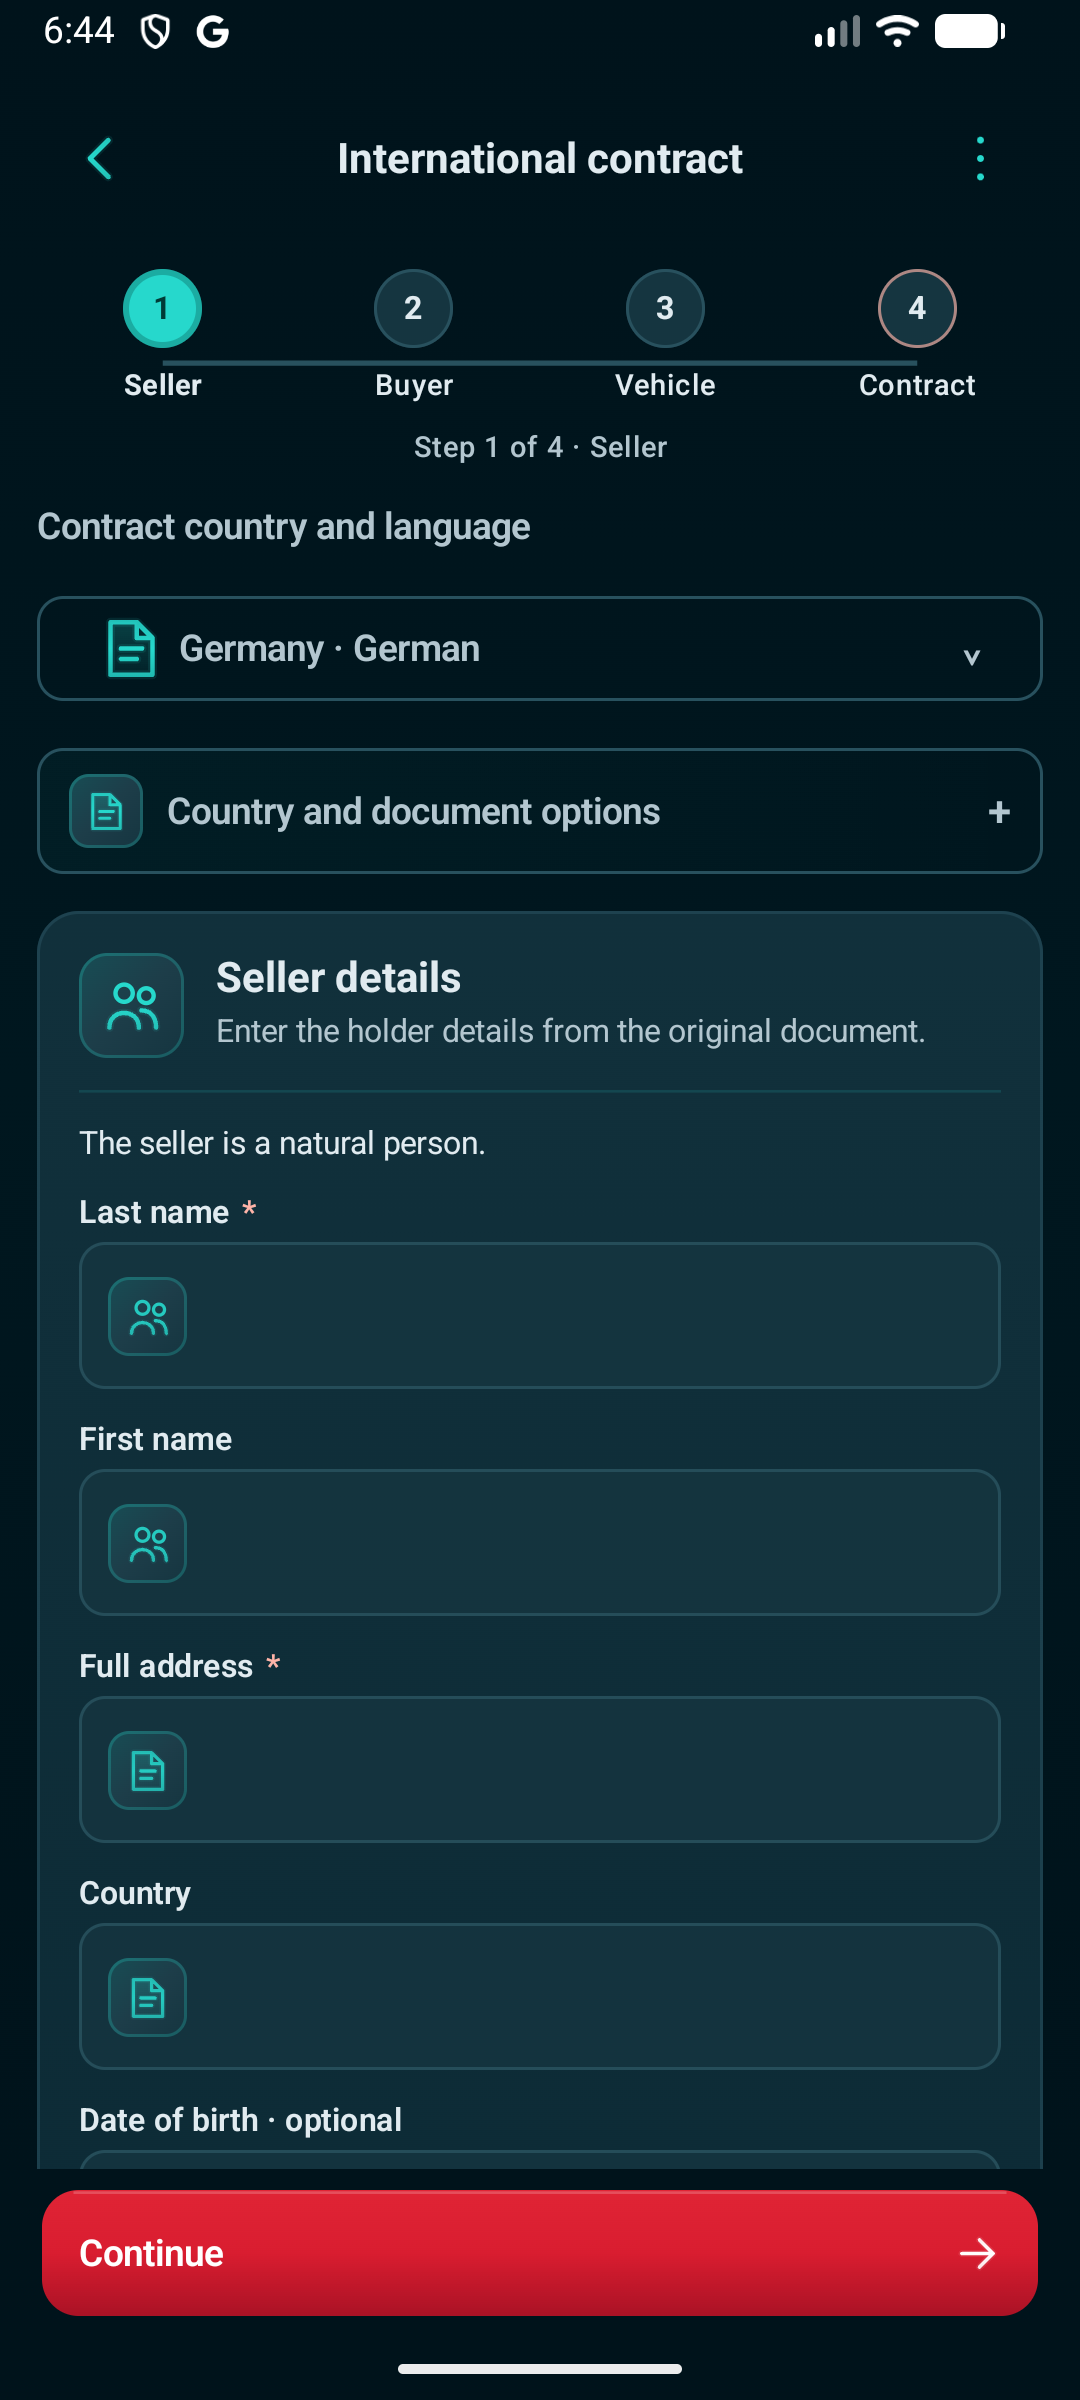 6:44
International contract
1
2
3
4
Seller
Buyer
Vehicle
Contract
Step 1 of 4 · Seller
Contract country and language
Germany · German
Country and document options
+
Seller details
Enter the holder details from the original document.
The seller is a natural person.
Last name *
First name
Full address *
Country
Date of birth · optional
Continue